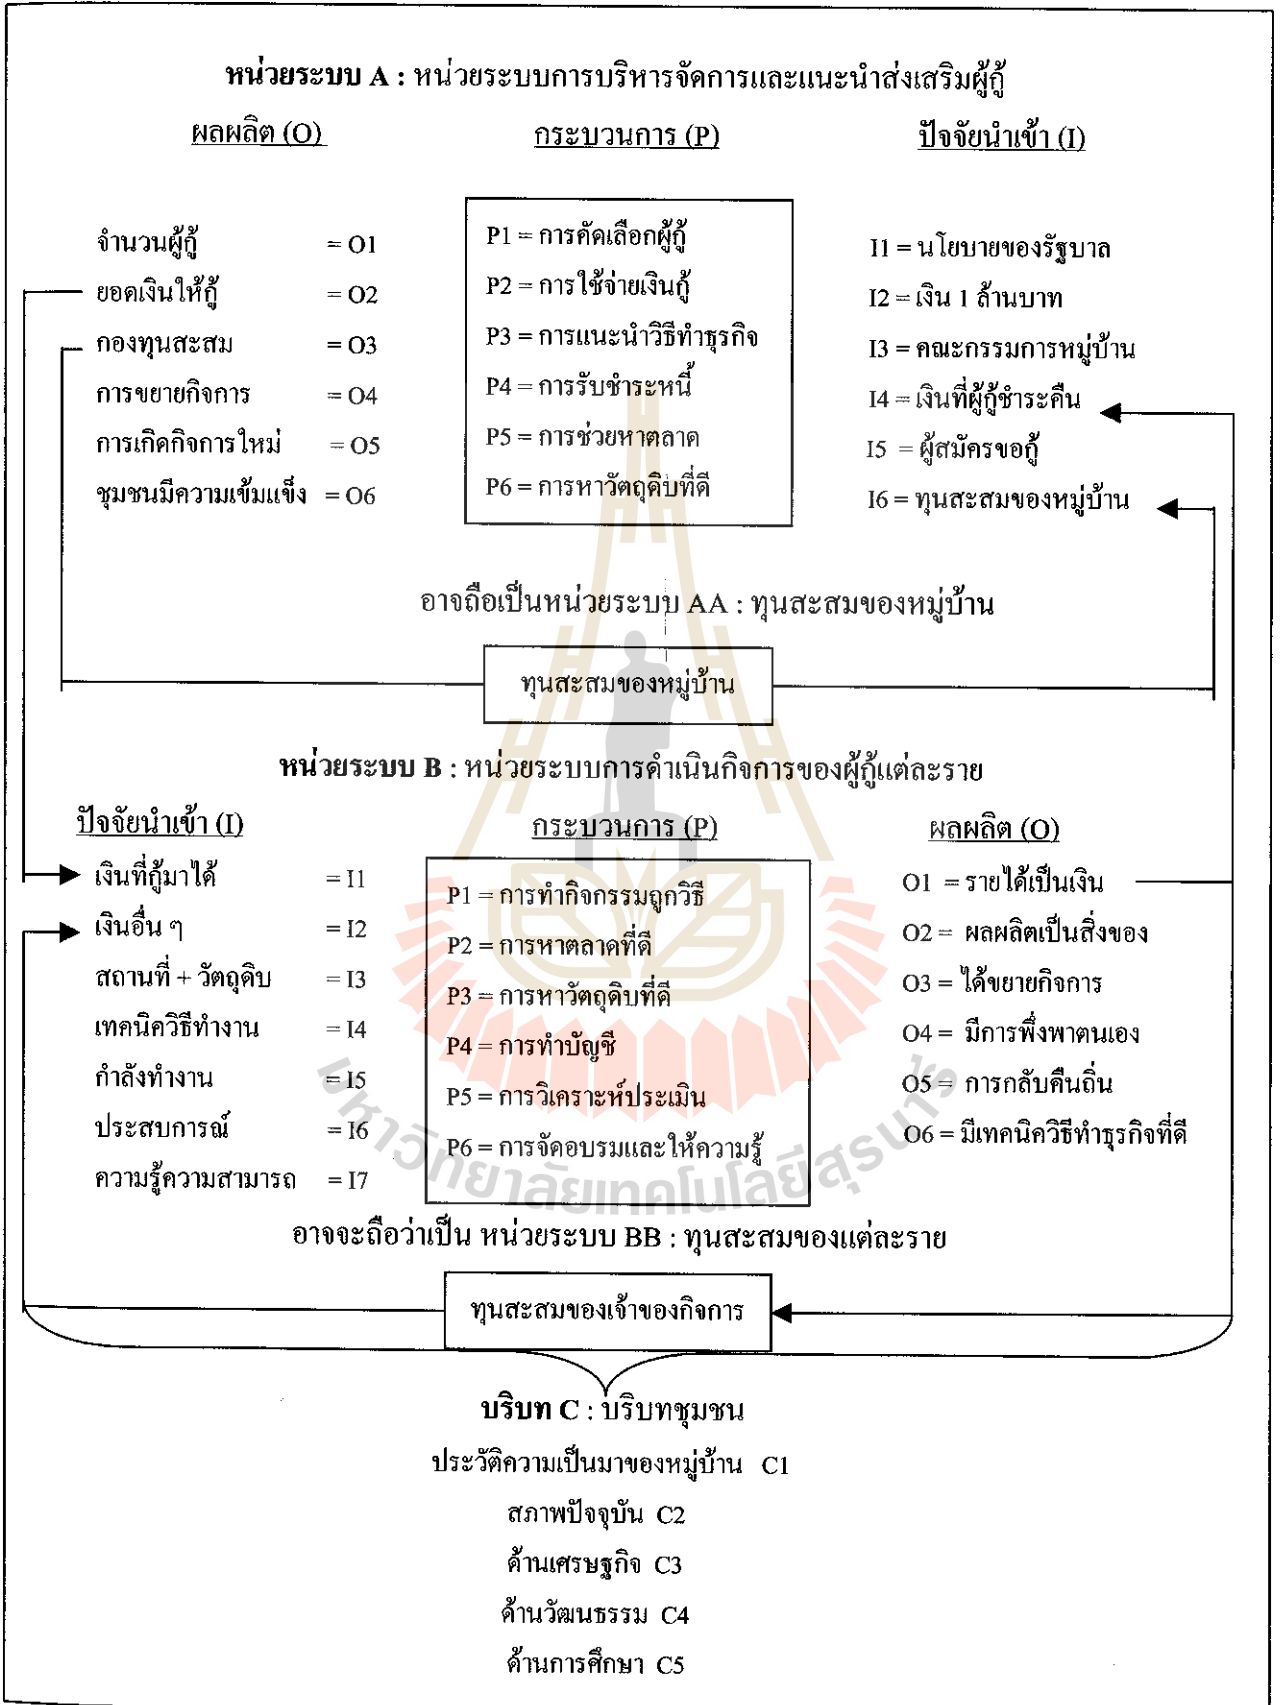 หน่วยระบบ A : หน่วยระบบการบริหารจัดการและแนะนำส่งเสริมผู้กู้
ผลผลิต (O) กระบวนการ (P) ปัจจัยนำเข้า (I)
จำนวนผู้กู้ = O1
ยอดเงินให้กู้ = O2
กองทุนสะสม = O3
การขยายกิจการ = O4
การเกิดกิจการใหม่ = O5
ชุมชนมีความเข้มแข็ง = O6
P1 = การคัดเลือกผู้กู้
P2 = การใช้จ่ายเงินกู้
P3 = การแนะนำวิธีทำธุรกิจ
P4 = การรับชำระหนี้
P5 = การช่วยหาตลาด
P6 = การหาวัตถุดิบที่ดี
I1 = นโยบายของรัฐบาล
I2 = เงิน 1 ล้านบาท
I3 = คณะกรรมการหมู่บ้าน
I4 = เงินที่ผู้กู้ชำระคืน
I5 = ผู้สมัครขอกู้
I6 = ทุนสะสมของหมู่บ้าน
อาจถือเป็นหน่วยระบบ AA : ทุนสะสมของหมู่บ้าน
ทุนสะสมของหมู่บ้าน
หน่วยระบบ B : หน่วยระบบการดำเนินกิจการของผู้กู้แต่ละราย
ปัจจัยนำเข้า (I) กระบวนการ (P) ผลผลิต (O)
เงินที่กู้มาได้ = I1
เงินอื่น ๆ = I2
สถานที่ + วัตถุดิบ = I3
เทคนิควิธีทำงาน = I4
กำลังทำงาน = I5
ประสบการณ์ = I6
ความรู้ความสามารถ = I7
P1 = การทำกิจกรรมถูกวิธี
P2 = การหาตลาดที่ดี
P3 = การหาวัตถุดิบที่ดี
P4 = การทำบัญชี
P5 = การวิเคราะห์ประเมิน
P6 = การจัดอบรมและให้ความรู้
O1 = รายได้เป็นเงิน
O2 = ผลผลิตเป็นสิ่งของ
O3 = ได้ขยายกิจการ
O4 = มีการพึ่งพาตนเอง
O5 = การกลับคืนถิ่น
O6 = มีเทคนิควิธีทำธุรกิจที่ดี
มหาวิทยาลัยเทคโนโลยีสุรนารี
อาจจะถือว่าเป็น หน่วยระบบ BB : ทุนสะสมของแต่ละราย
ทุนสะสมของเจ้าของกิจการ
บริบท C : บริบทชุมชน
ประวัติความเป็นมาของหมู่บ้าน C1
สภาพปัจจุบัน C2
ด้านเศรษฐกิจ C3
ด้านวัฒนธรรม C4
ด้านการศึกษา C5